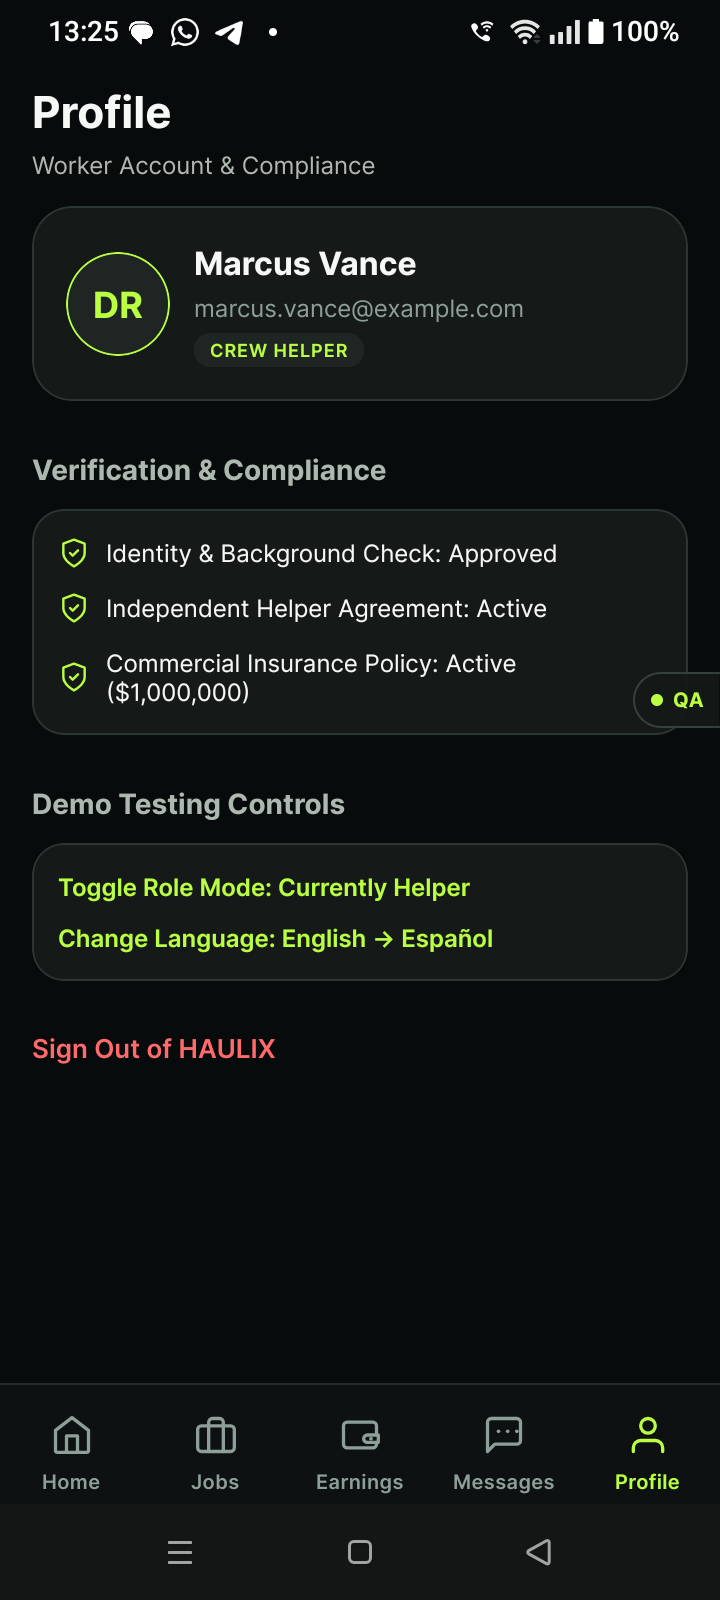 13:25
100%
Profile
Worker Account & Compliance
DR
Marcus Vance
marcus.vance@example.com
CREW HELPER
Verification & Compliance
Identity & Background Check: Approved
Independent Helper Agreement: Active
Commercial Insurance Policy: Active
($1,000,000)
QA
Demo Testing Controls
Toggle Role Mode: Currently Helper
Change Language: English → Español
Sign Out of HAULIX
Home
Jobs
Earnings
Messages
Profile